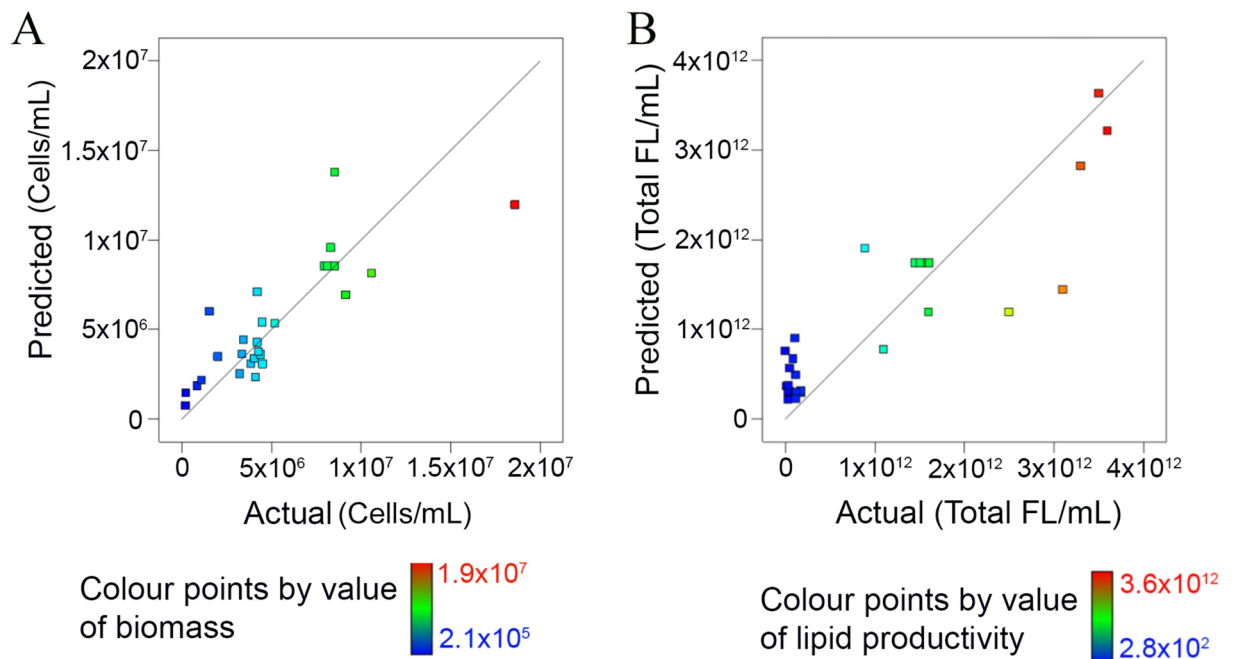 A
Predicted (Cells/mL)
2x10⁷
1.5x10⁷
1x10⁷
5x10⁶
0
0
5x10⁶
1x10⁷
1.5x10⁷
2x10⁷
Actual (Cells/mL)
Colour points by value
of biomass
1.9x10⁷
2.1x10⁵
B
Predicted (Total FL/mL)
4x10¹²
3x10¹²
2x10¹²
1x10¹²
0
0
1x10¹²
2x10¹²
3x10¹²
4x10¹²
Actual (Total FL/mL)
Colour points by value
of lipid productivity
3.6x10¹²
2.8x10²